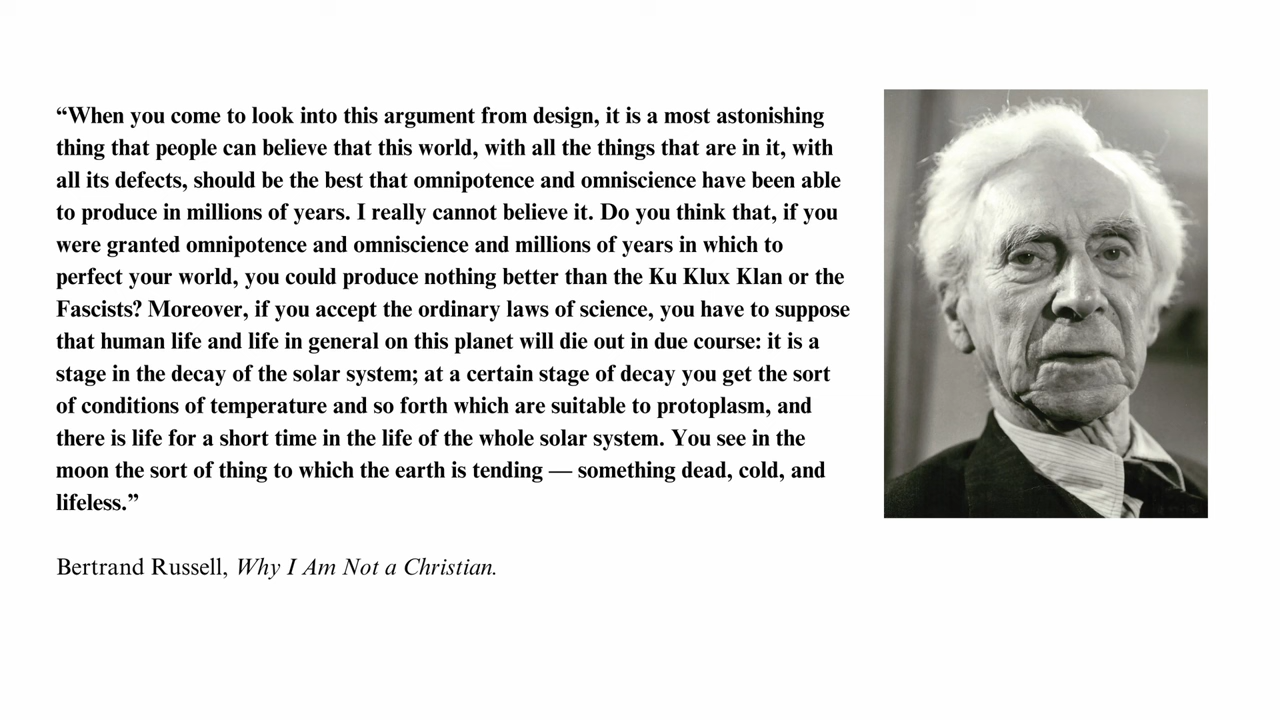 “When you come to look into this argument from design, it is a most astonishing
thing that people can believe that this world, with all the things that are in it, with
all its defects, should be the best that omnipotence and omniscience have been able
to produce in millions of years. I really cannot believe it. Do you think that, if you
were granted omnipotence and omniscience and millions of years in which to
perfect your world, you could produce nothing better than the Ku Klux Klan or the
Fascists? Moreover, if you accept the ordinary laws of science, you have to suppose
that human life and life in general on this planet will die out in due course: it is a
stage in the decay of the solar system; at a certain stage of decay you get the sort
of conditions of temperature and so forth which are suitable to protoplasm, and
there is life for a short time in the life of the whole solar system. You see in the
moon the sort of thing to which the earth is tending — something dead, cold, and
lifeless.”
Bertrand Russell, Why I Am Not a Christian.